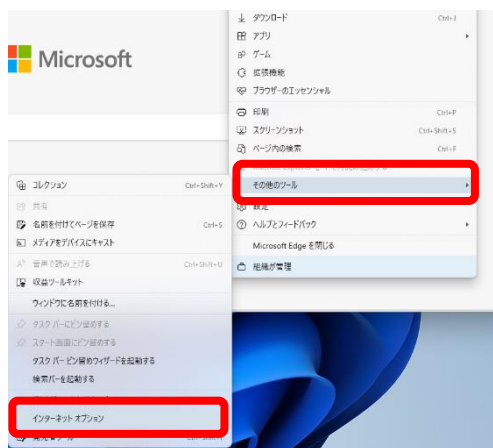 Microsoft
ダウンロード Ctrl+J
アプリ
ゲーム
拡張機能
ブラウザーのエッセンシャル
印刷 Ctrl+P
スクリーンショット Ctrl+Shift+S
ページ内の検索 Ctrl+F
その他のツール
設定
ヘルプとフィードバック
Microsoft Edge を閉じる
組織が管理
コレクション Ctrl+Shift+Y
共有
名前を付けてページを保存 Ctrl+S
メディアをデバイスにキャスト
音声で読み上げる Ctrl+Shift+U
収益ツールキット
ウィンドウに名前を付ける...
タスク バーにピン留めする
スタート画面にピン留めする
タスク バー ピン留めウィザードを起動する
検索バーを起動する
インターネット オプション